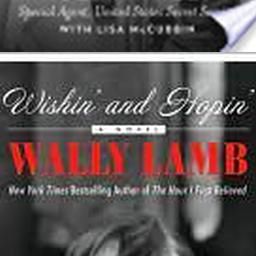 Special Agent, United States Secret
WITH LISA McCUBBIN
Wishin' and Hopin'
A NOVEL
WALLY LAMB
New York Times Bestselling Author of The Hour I First Believed